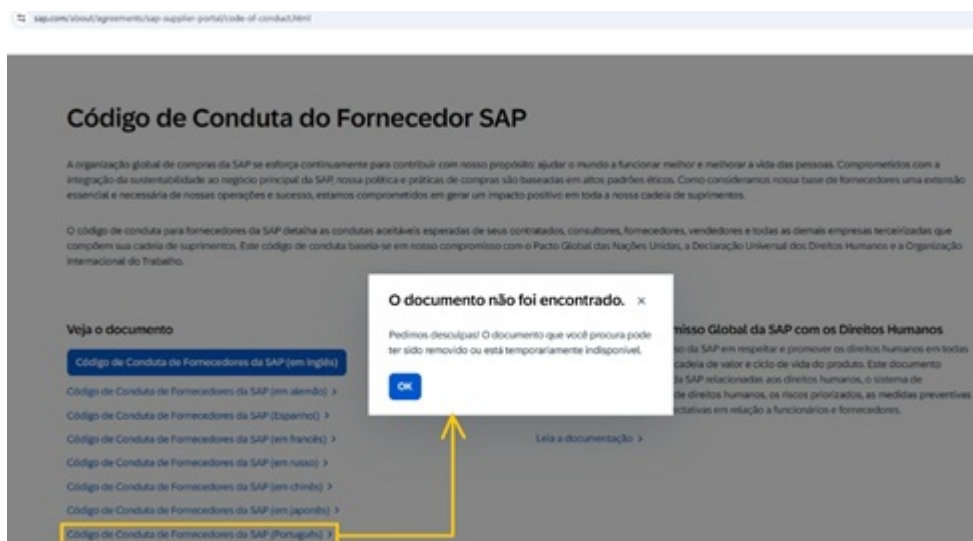 sap.com/about/agreements/sap-supplier-portal/code-of-conduct.html
Código de Conduta do Fornecedor SAP
A organização global de compras da SAP se esforça continuamente para contribuir com nosso propósito: ajudar o mundo a funcionar melhor e melhorar a vida das pessoas. Comprometidos com a
integração da sustentabilidade ao negócio principal da SAP, nossa política e práticas de compras são baseadas em altos padrões éticos. Como consideramos nossa base de fornecedores uma extensão
essencial e necessária de nossas operações e sucesso, estamos comprometidos em gerar um impacto positivo em toda a nossa cadeia de suprimentos.
O código de conduta para fornecedores da SAP detalha as condutas aceitáveis esperadas de seus contratados, consultores, fornecedores, vendedores e todas as demais empresas terceirizadas que
compõem sua cadeia de suprimentos. Este código de conduta baseia-se em nosso compromisso com o Pacto Global das Nações Unidas, a Declaração Universal dos Direitos Humanos e a Organização
Internacional do Trabalho.
O documento não foi encontrado. ×
Pedimos desculpas! O documento que você procura pode
ter sido removido ou está temporariamente indisponível.
OK
Veja o documento
Código de Conduta de Fornecedores da SAP (em inglês)
Código de Conduta de Fornecedores da SAP (em alemão) >
Código de Conduta de Fornecedores da SAP (Espanhol) >
Código de Conduta de Fornecedores da SAP (em francês) >
Código de Conduta de Fornecedores da SAP (em russo) >
Código de Conduta de Fornecedores da SAP (em chinês) >
Código de Conduta de Fornecedores da SAP (em japonês) >
Código de Conduta de Fornecedores da SAP (Português) >
misso Global da SAP com os Direitos Humanos
so da SAP em respeitar e promover os direitos humanos em todas
cadeia de valor e ciclo de vida do produto. Este documento
da SAP relacionadas aos direitos humanos, o sistema de
de direitos humanos, os riscos priorizados, as medidas preventivas
iciativas em relação a funcionários e fornecedores.
Leia a documentação >